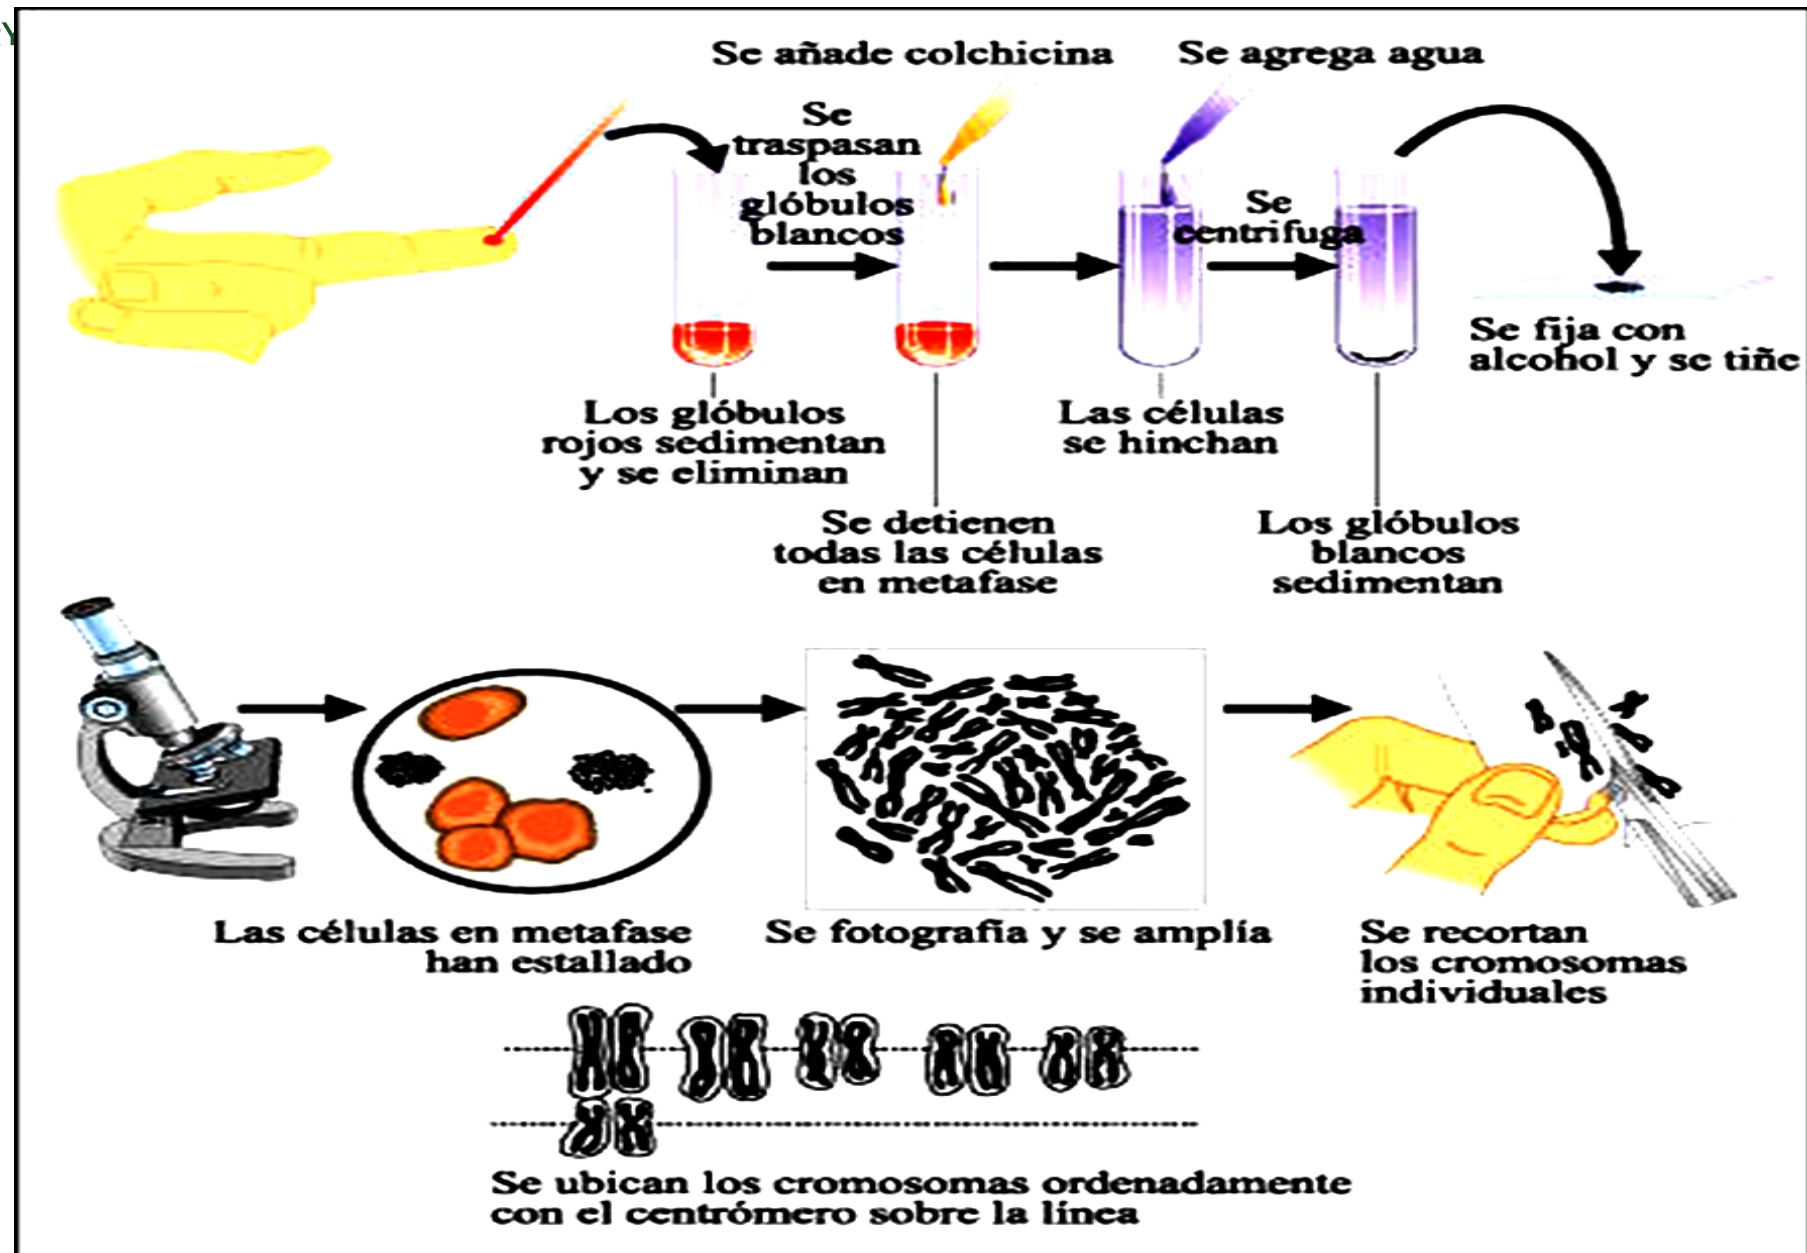 Y
Se añade colchicina
Se agrega agua
Se
traspasan
los
glóbulos
blancos
Se
centrifuga
Se fija con
alcohol y se tiñe
Los glóbulos
rojos sedimentan
y se eliminan
Las células
se hinchan
Se detienen
todas las células
en metafase
Los glóbulos
blancos
sedimentan
Las células en metafase
han estallado
Se fotografía y se amplía
Se recortan
los cromosomas
individuales
Se ubican los cromosomas ordenadamente
con el centrómero sobre la línea